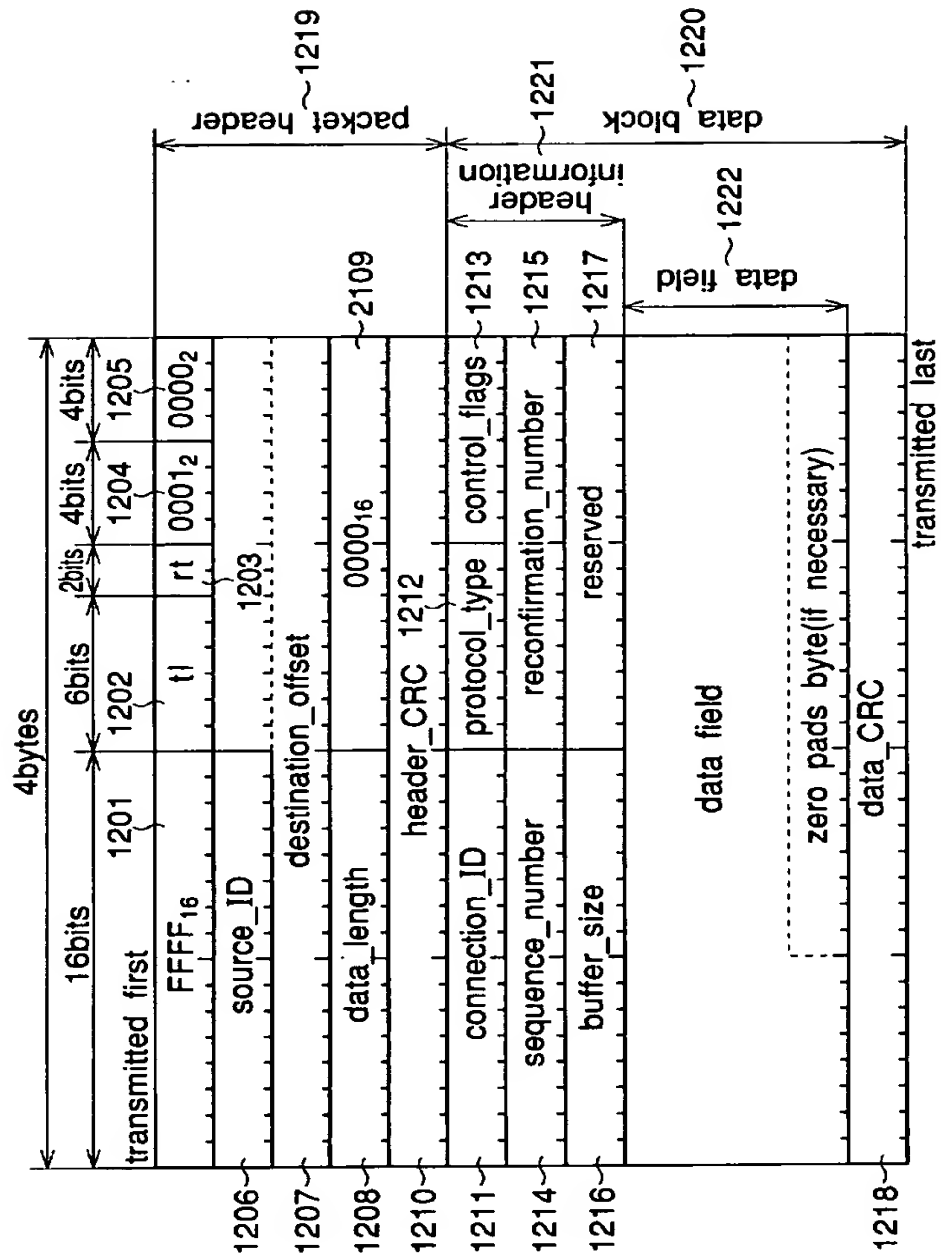 4bytes
16bits 6bits 2bits 4bits 4bits
transmitted first 1201 1202 1204 1205
FFFF₁₆ tl rt 0001₂ 0000₂
1206 source_ID 1203
1207 destination_offset
1208 data_length 0000₁₆ 2109
1210 header_CRC 1212
1211 connection_ID protocol_type control_flags 1213
1214 sequence_number reconfirmation_number 1215
1216 buffer_size reserved 1217
data field
zero pads byte(if necessary)
1218 data_CRC
transmitted last
packet header 1219
header information 1221
data block 1220
data field 1222